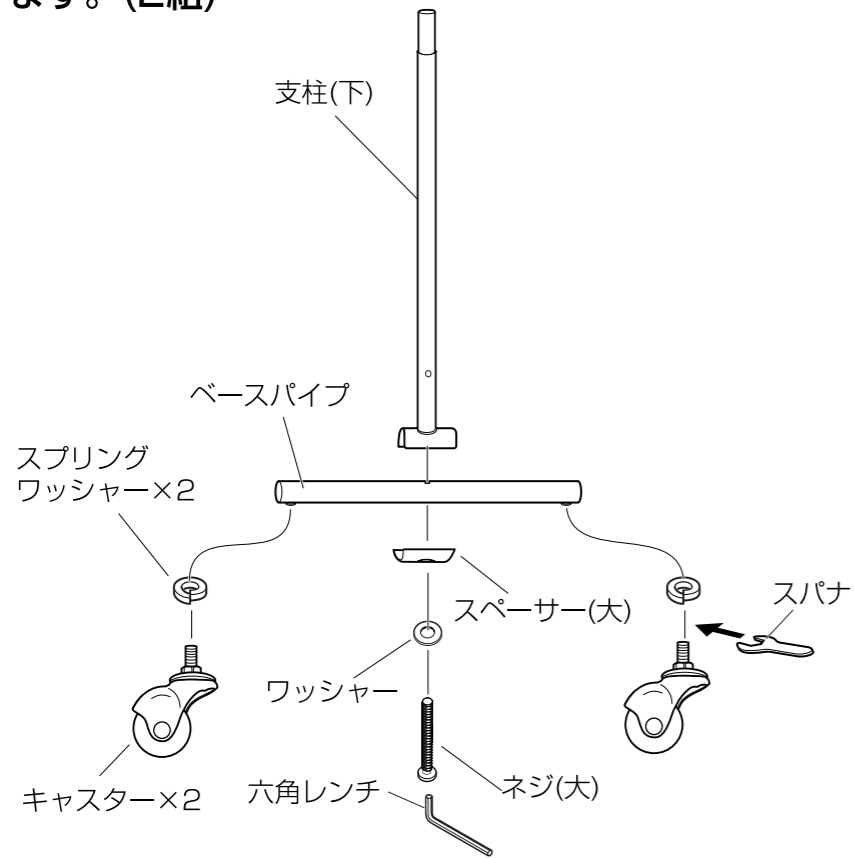 ます。(2組)
支柱(下)
ベースパイプ
スプリング
ワッシャー×2
スペーサー(大)
スパナ
ワッシャー
キャスター×2
六角レンチ
ネジ(大)